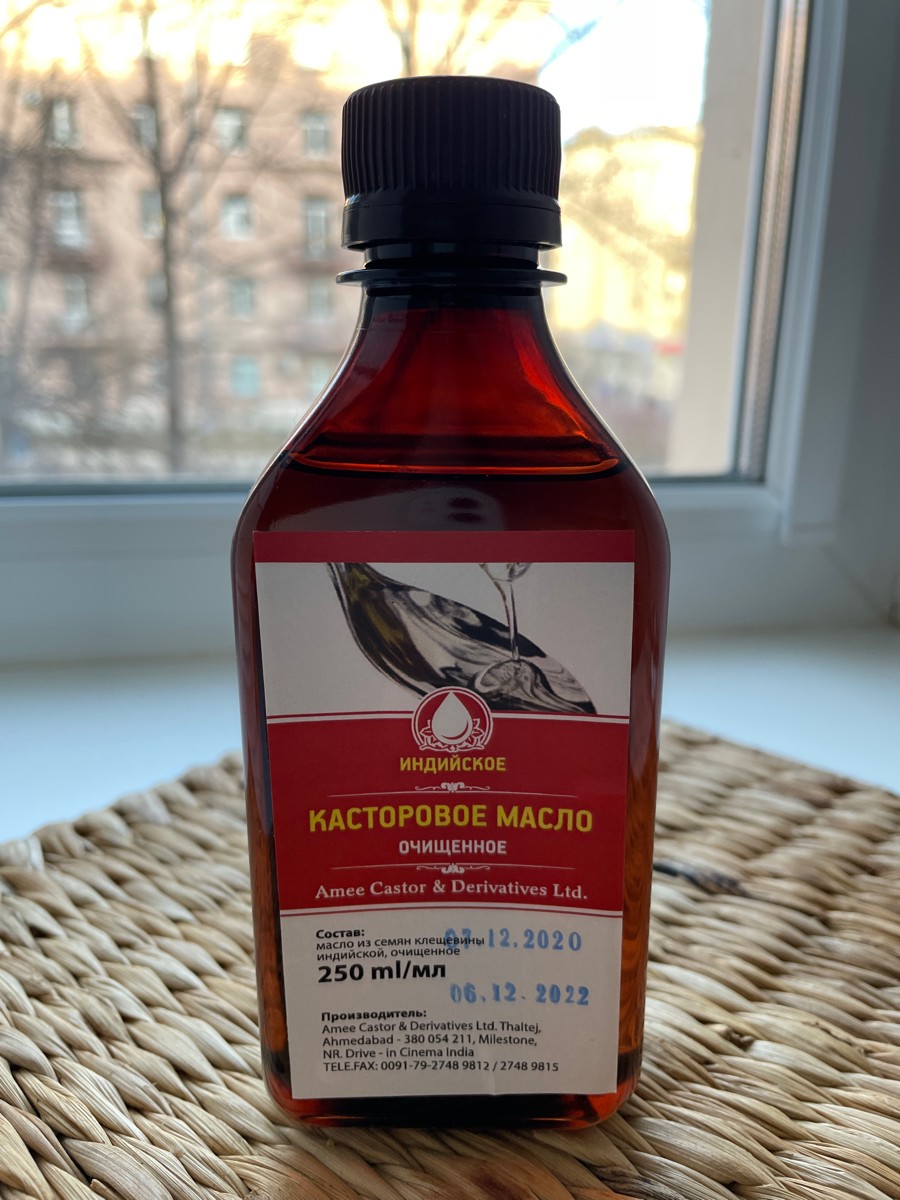 ИНДИЙСКОЕ
КАСТОРОВОЕ МАСЛО
ОЧИЩЕННОЕ
Amee Castor & Derivatives Ltd.
Состав:
масло из семян клещевины
индийской, очищенное
07.12.2020
250 ml/мл
06.12.2022
Производитель:
Amee Castor & Derivatives Ltd. Thaltej,
Ahmedabad - 380 054 211, Milestone,
NR. Drive - in Cinema India
TELE.FAX: 0091-79-2748 9812 / 2748 9815